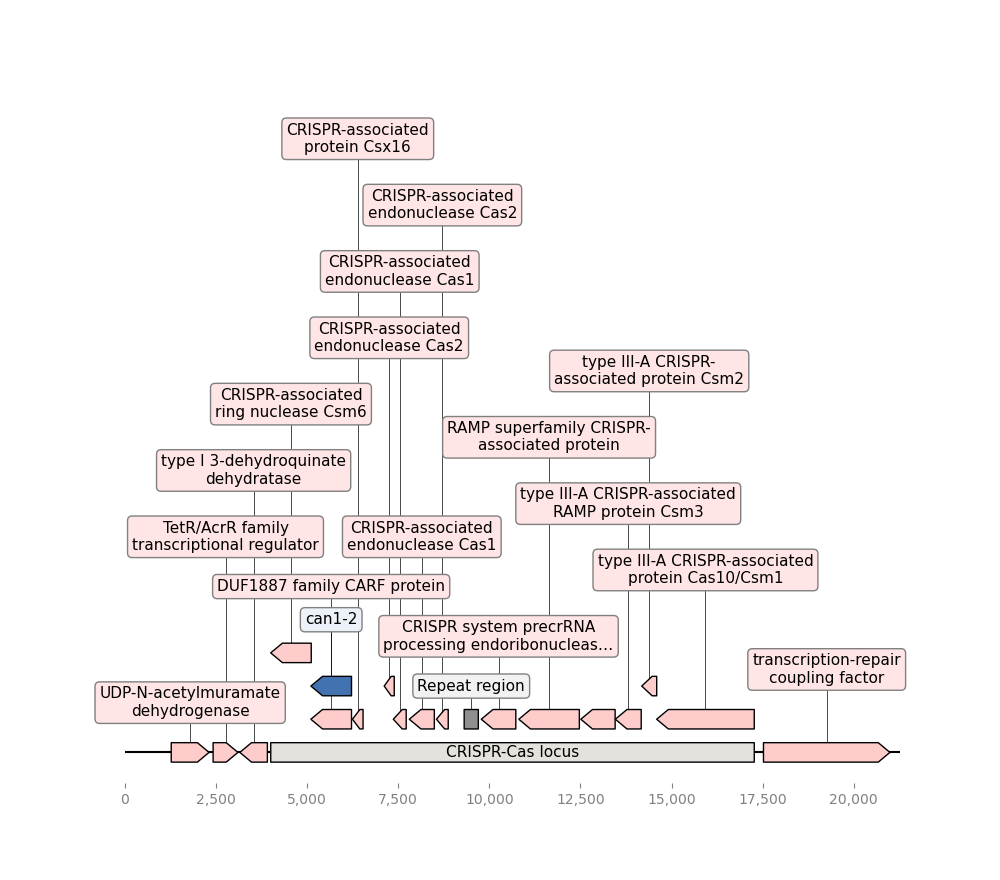 CRISPR-associated
protein Csx16
CRISPR-associated
endonuclease Cas2
CRISPR-associated
endonuclease Cas1
CRISPR-associated
endonuclease Cas2
type III-A CRISPR-
associated protein Csm2
CRISPR-associated
ring nuclease Csm6
RAMP superfamily CRISPR-
associated protein
type I 3-dehydroquinate
dehydratase
type III-A CRISPR-associated
RAMP protein Csm3
TetR/AcrR family
transcriptional regulator
CRISPR-associated
endonuclease Cas1
type III-A CRISPR-associated
protein Cas10/Csm1
DUF1887 family CARF protein
can1-2
CRISPR system precrRNA
processing endoribonucleas...
transcription-repair
coupling factor
Repeat region
UDP-N-acetylmuramate
dehydrogenase
CRISPR-Cas locus
0 2,500 5,000 7,500 10,000 12,500 15,000 17,500 20,000